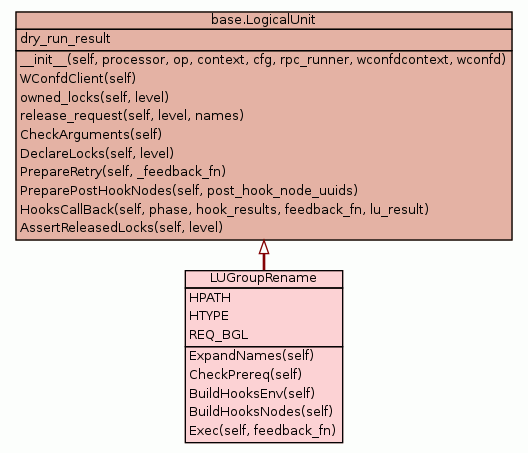 base.LogicalUnit
dry_run_result
__init__(self, processor, op, context, cfg, rpc_runner, wconfdcontext, wconfd)
WConfdClient(self)
owned_locks(self, level)
release_request(self, level, names)
CheckArguments(self)
DeclareLocks(self, level)
PrepareRetry(self, _feedback_fn)
PreparePostHookNodes(self, post_hook_node_uuids)
HooksCallBack(self, phase, hook_results, feedback_fn, lu_result)
AssertReleasedLocks(self, level)
LUGroupRename
HPATH
HTYPE
REQ_BGL
ExpandNames(self)
CheckPrereq(self)
BuildHooksEnv(self)
BuildHooksNodes(self)
Exec(self, feedback_fn)